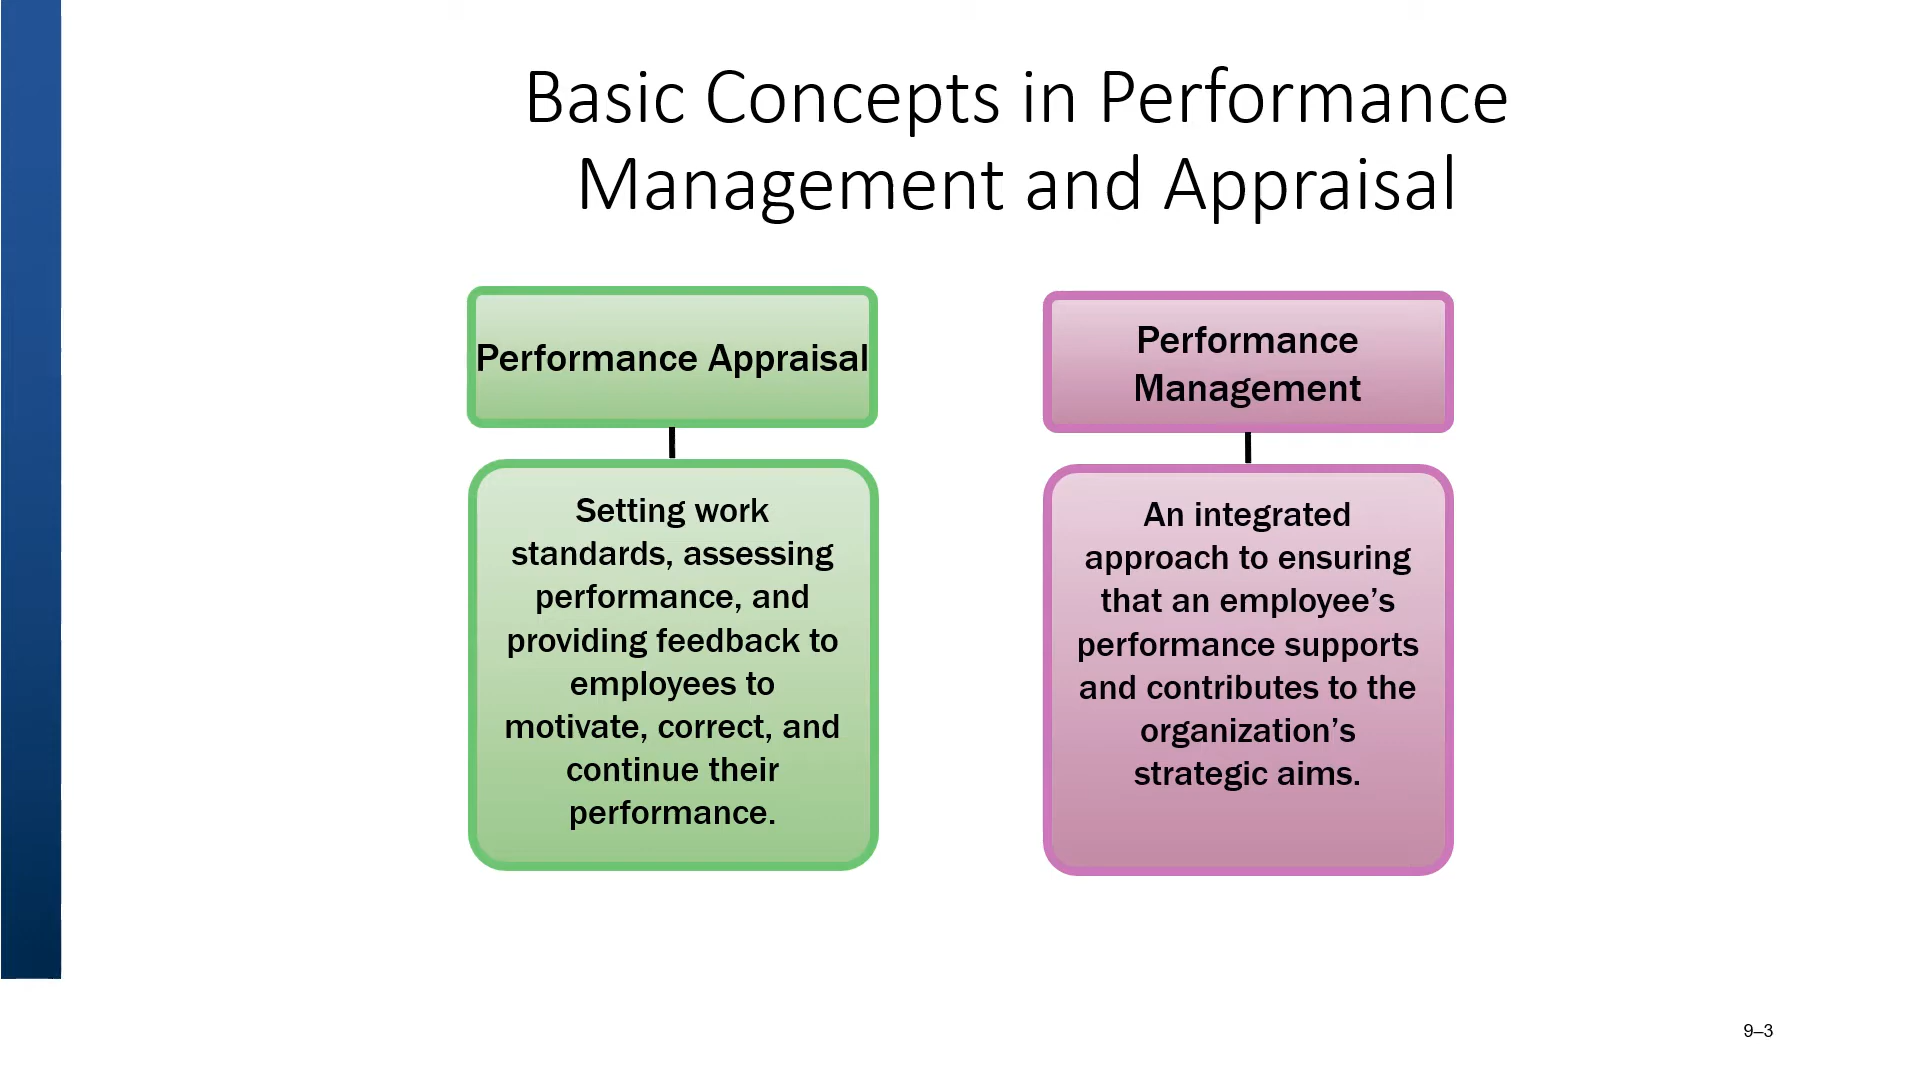 Basic Concepts in Performance
Management and Appraisal
Performance Appraisal
Setting work
standards, assessing
performance, and
providing feedback to
employees to
motivate, correct, and
continue their
performance.
Performance
Management
An integrated
approach to ensuring
that an employee’s
performance supports
and contributes to the
organization’s
strategic aims.
9–3